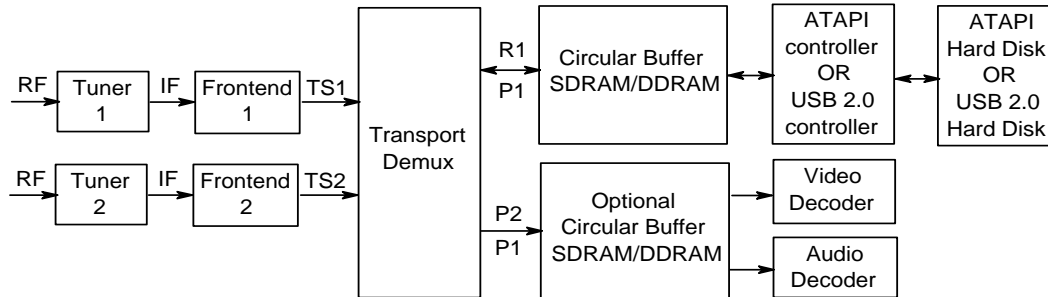 RF
Tuner
1
IF
Frontend
1
TS1
RF
Tuner
2
IF
Frontend
2
TS2
Transport
Demux
R1
P1
Circular Buffer
SDRAM/DDRAM
ATAPI
controller
OR
USB 2.0
controller
ATAPI
Hard Disk
OR
USB 2.0
Hard Disk
P2
P1
Optional
Circular Buffer
SDRAM/DDRAM
Video
Decoder
Audio
Decoder